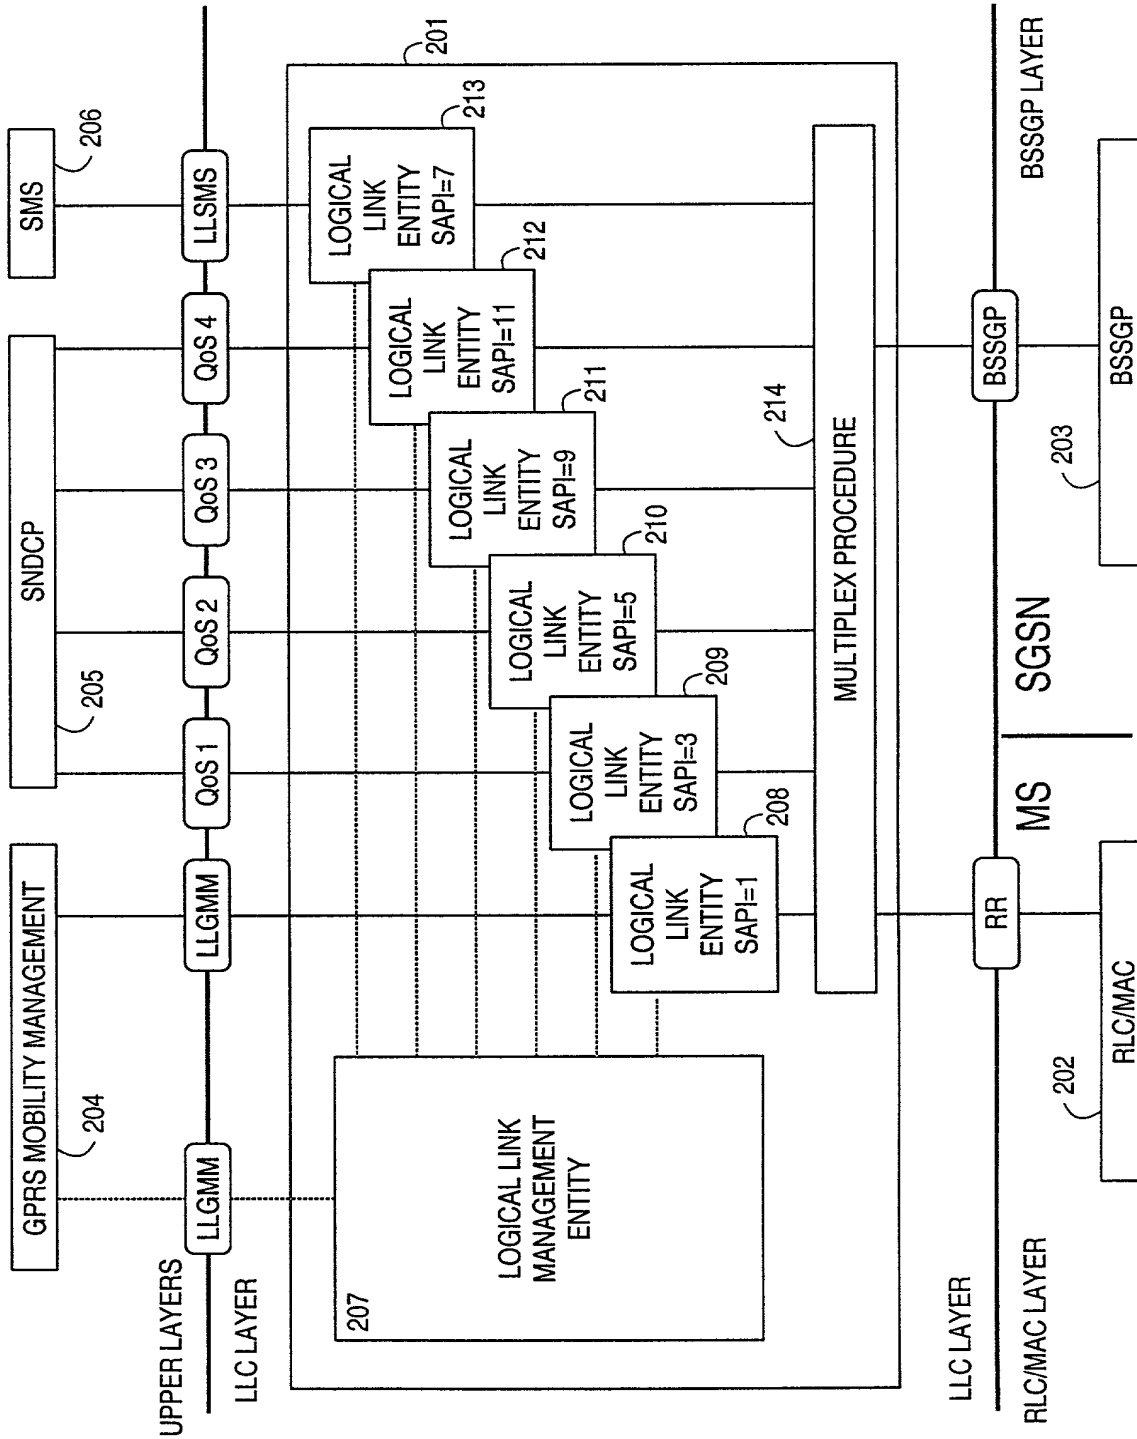 GPRS MOBILITY MANAGEMENT
204
SNDCP
205
SMS
206
UPPER LAYERS
LLC LAYER
LLGMM
LLGMM
QoS 1
QoS 2
QoS 3
QoS 4
LLSMS
201
207
LOGICAL LINK
MANAGEMENT
ENTITY
LOGICAL
LINK
ENTITY
SAPI=1
208
LOGICAL
LINK
ENTITY
SAPI=3
209
LOGICAL
LINK
ENTITY
SAPI=5
210
LOGICAL
LINK
ENTITY
SAPI=9
211
LOGICAL
LINK
ENTITY
SAPI=11
212
LOGICAL
LINK
ENTITY
SAPI=7
213
MULTIPLEX PROCEDURE
214
LLC LAYER
RLC/MAC LAYER
RR
MS
SGSN
BSSGP
BSSGP LAYER
202
RLC/MAC
203
BSSGP